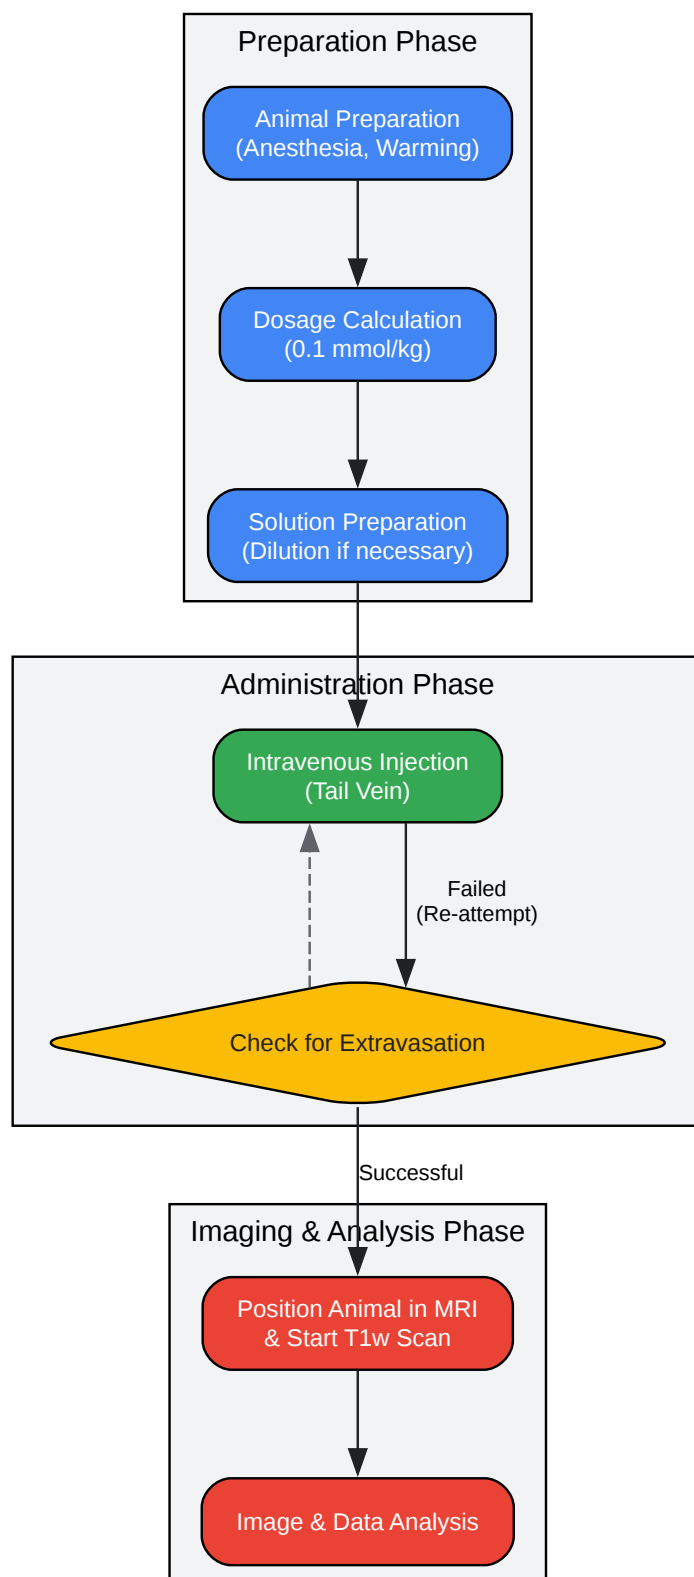 Preparation Phase
Animal Preparation
(Anesthesia, Warming)
Dosage Calculation
(0.1 mmol/kg)
Solution Preparation
(Dilution if necessary)
Administration Phase
Intravenous Injection
(Tail Vein)
Failed
(Re-attempt)
Check for Extravasation
Successful
Imaging & Analysis Phase
Position Animal in MRI
& Start T1w Scan
Image & Data Analysis